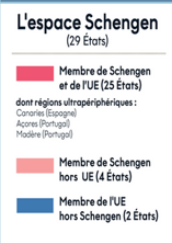 L'espace Schengen
(29 États)
Membre de Schengen
et de l'UE (25 États)
dont régions ultrapériphériques :
Canaries (Espagne)
Açores (Portugal)
Madère (Portugal)
Membre de Schengen
hors UE (4 États)
Membre de l'UE
hors Schengen (2 États)